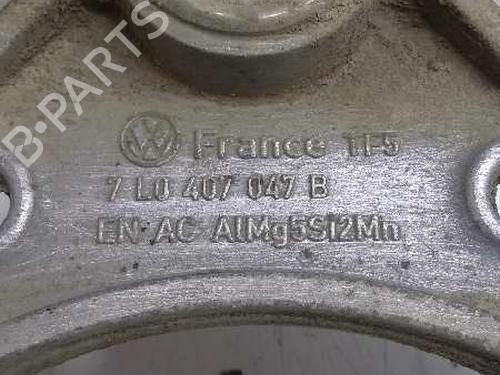 B-PARTS
VW France 1F5
7 L0 407 047 B
EN AC AlMg5Si2Mn